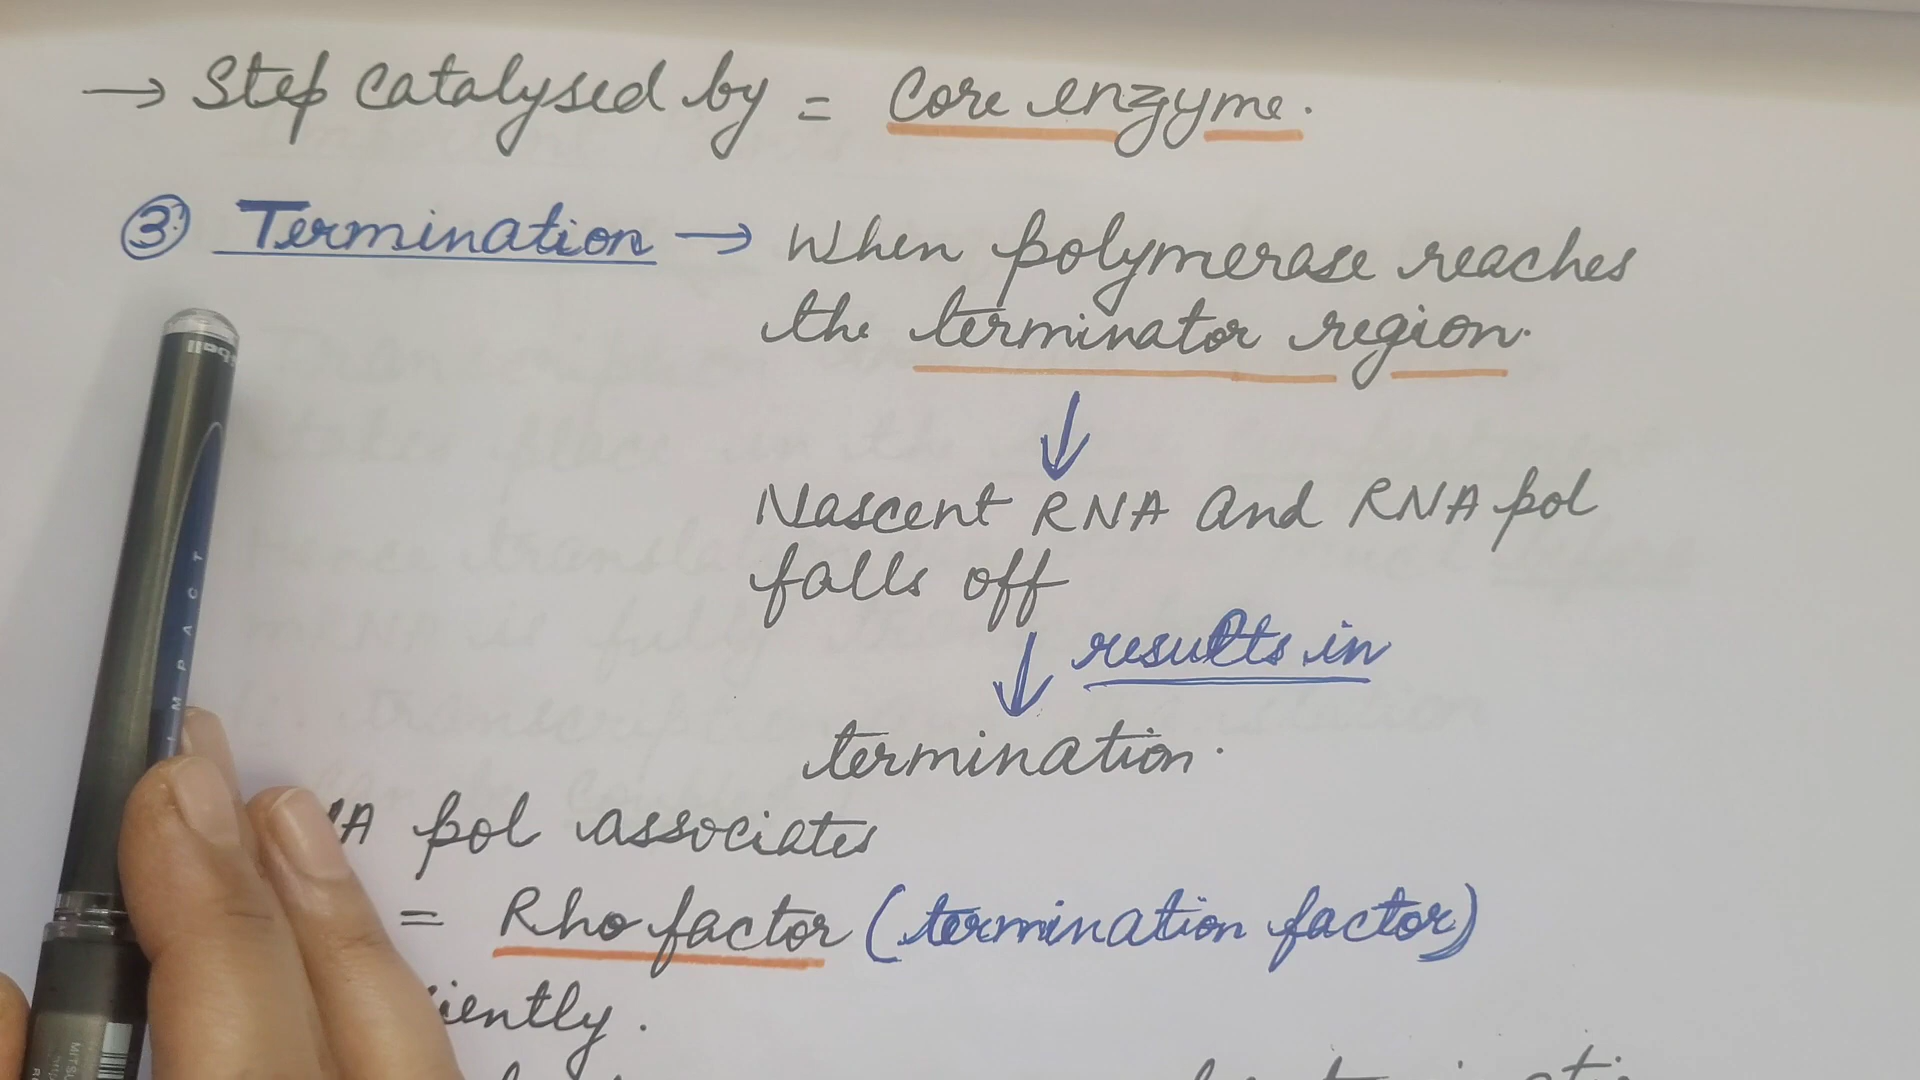 → Step catalysed by = Core enzyme.
③ Termination → When polymerase reaches
the terminator region.
↓
Nascent RNA and RNA pol
falls off
↓ results in
termination.
pol associates
= Rho factor (termination factor)
IMPACT